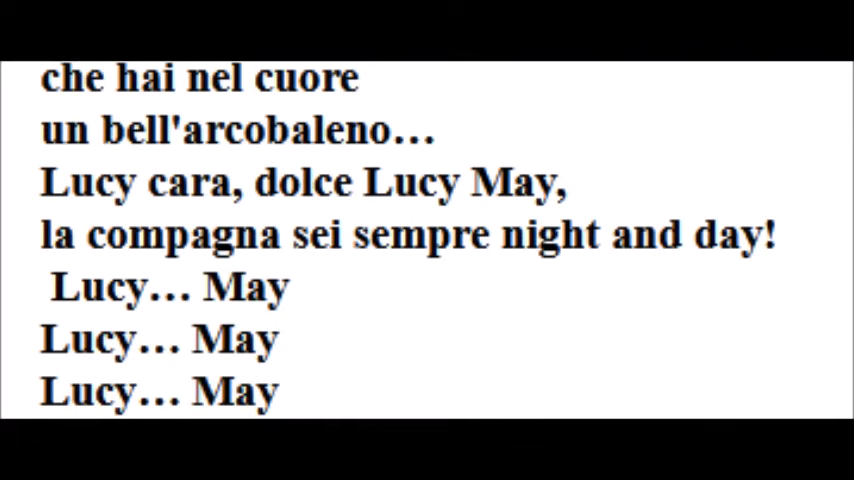 che hai nel cuore
un bell'arcobaleno…
Lucy cara, dolce Lucy May,
la compagna sei sempre night and day!
Lucy… May
Lucy… May
Lucy… May